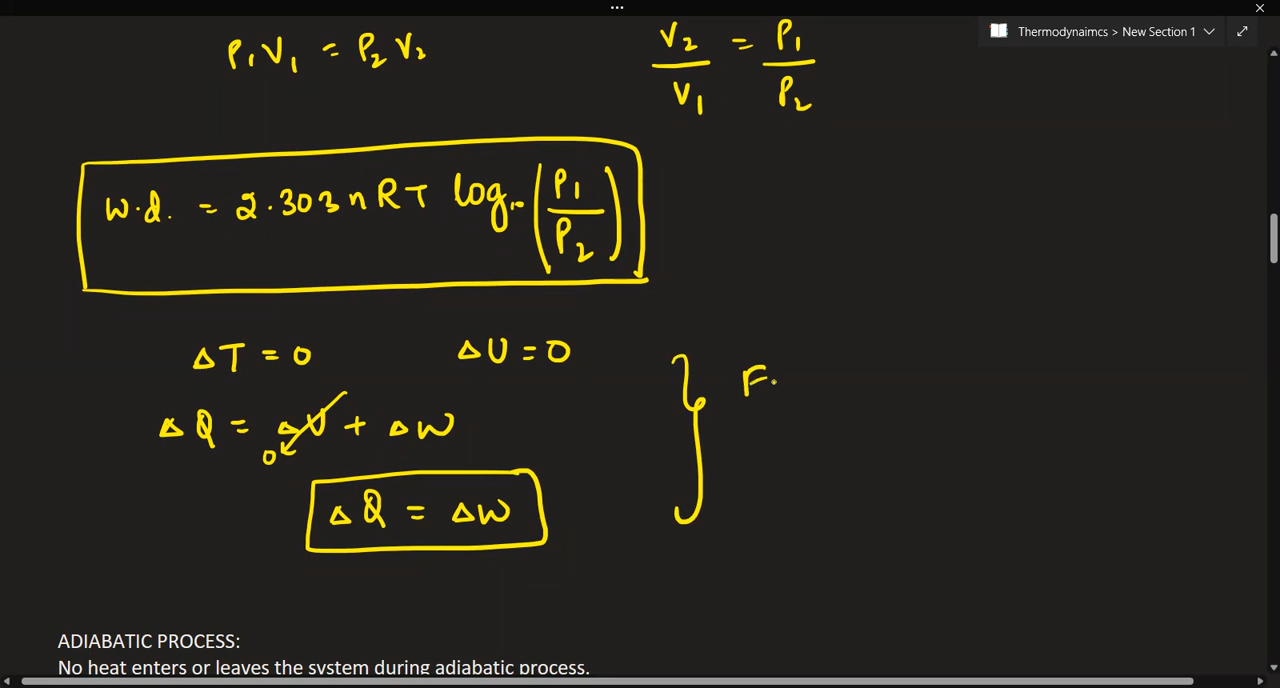 ...
Thermodynaimcs > New Section 1
P₁V₁ = P₂V₂
V₂/V₁ = P₁/P₂
W.d. = 2.303 n R T log₁₀ (P₁/P₂)
ΔT = 0 ΔU = 0
ΔQ = ΔU + ΔW
0
ΔQ = ΔW
} F.
ADIABATIC PROCESS:
No heat enters or leaves the system during adiabatic process.